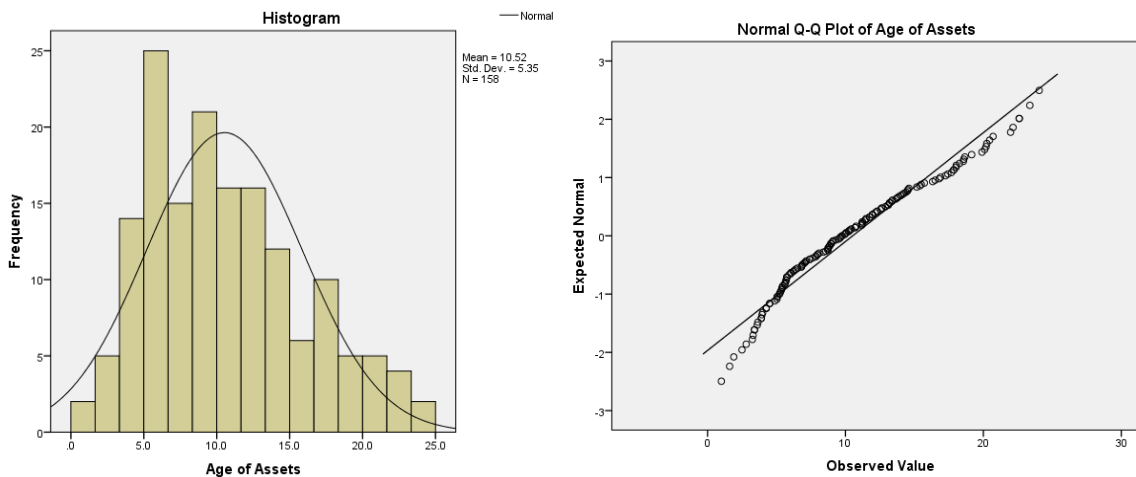 Histogram
Normal
Mean = 10.52
Std. Dev. = 5.35
N = 158
25
20
15
10
5
0
Frequency
.0 5.0 10.0 15.0 20.0 25.0
Age of Assets
Normal Q-Q Plot of Age of Assets
3
2
1
0
-1
-2
-3
Expected Normal
0 10 20 30
Observed Value